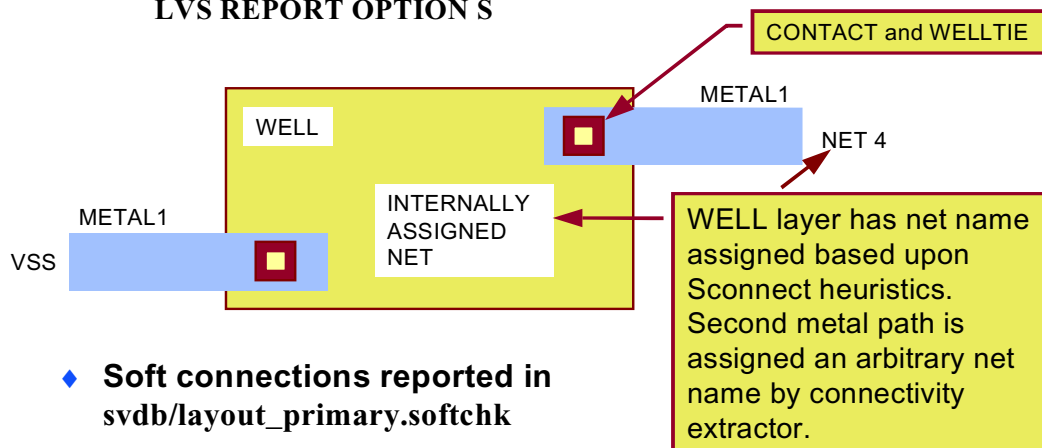 LVS REPORT OPTION S
CONTACT and WELLTIE
METAL1
WELL
NET 4
INTERNALLY
ASSIGNED
NET
METAL1
VSS
WELL layer has net name
assigned based upon
Sconnect heuristics.
Second metal path is
assigned an arbitrary net
name by connectivity
extractor.
♦ Soft connections reported in
svdb/layout_primary.softchk